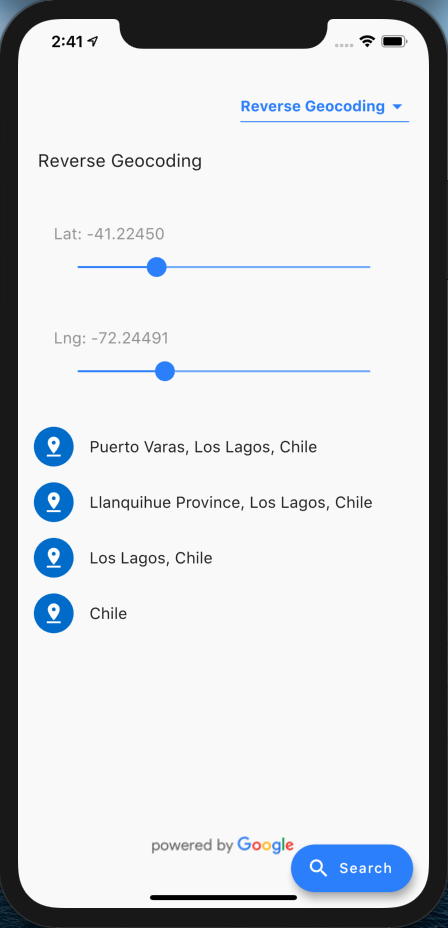 2:41
Reverse Geocoding
Reverse Geocoding
Lat: -41.22450
Lng: -72.24491
Puerto Varas, Los Lagos, Chile
Llanquihue Province, Los Lagos, Chile
Los Lagos, Chile
Chile
powered by Google
Search